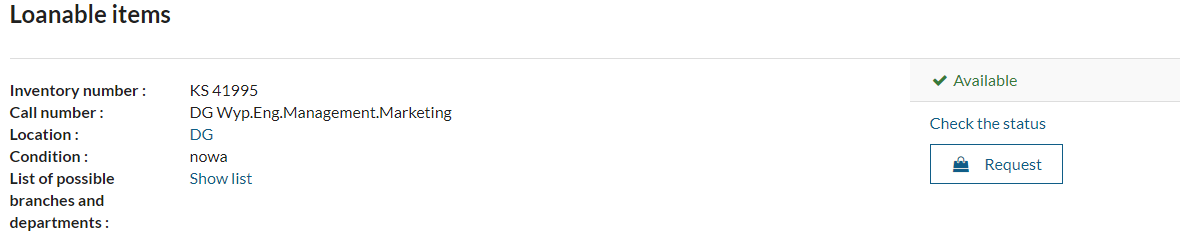 Loanable items
Available
Inventory number : KS 41995
Call number : DG Wyp.Eng.Management.Marketing
Location : DG
Condition : nowa
List of possible branches and departments : Show list
Check the status
Request